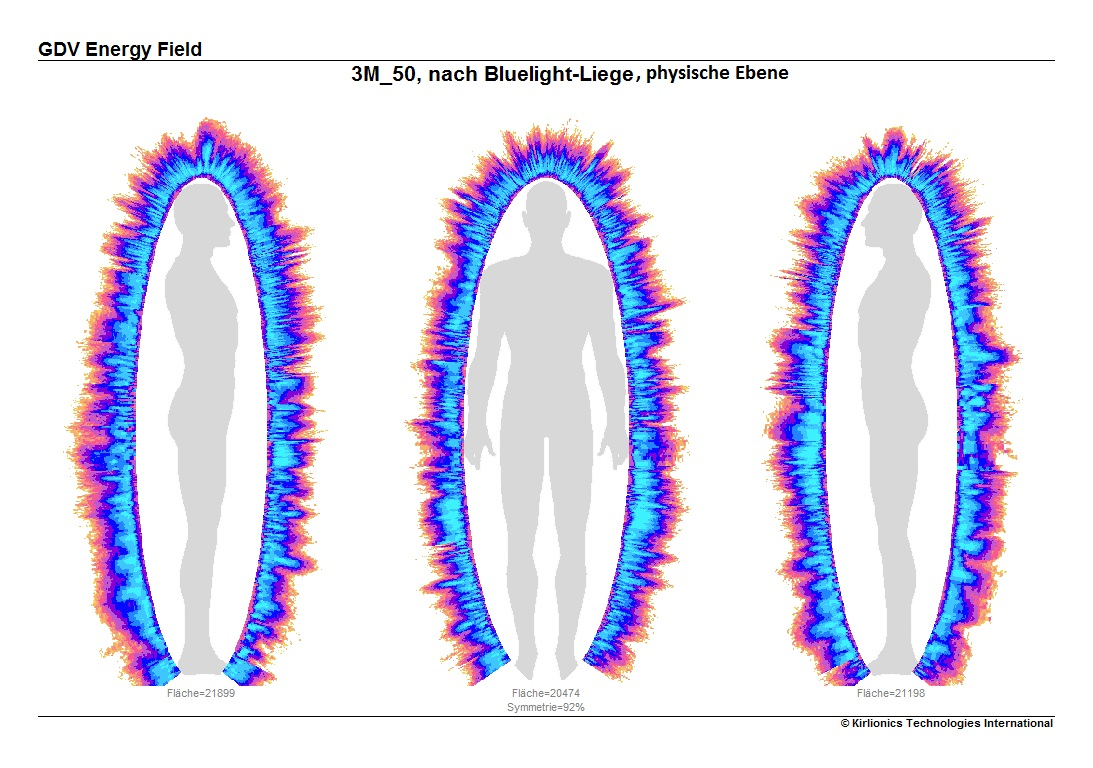 GDV Energy Field
3M_50, nach Bluelight-Liege, physische Ebene
Fläche=21899
Fläche=20474
Symmetrie=92%
Fläche=21198
© Kirlionics Technologies International